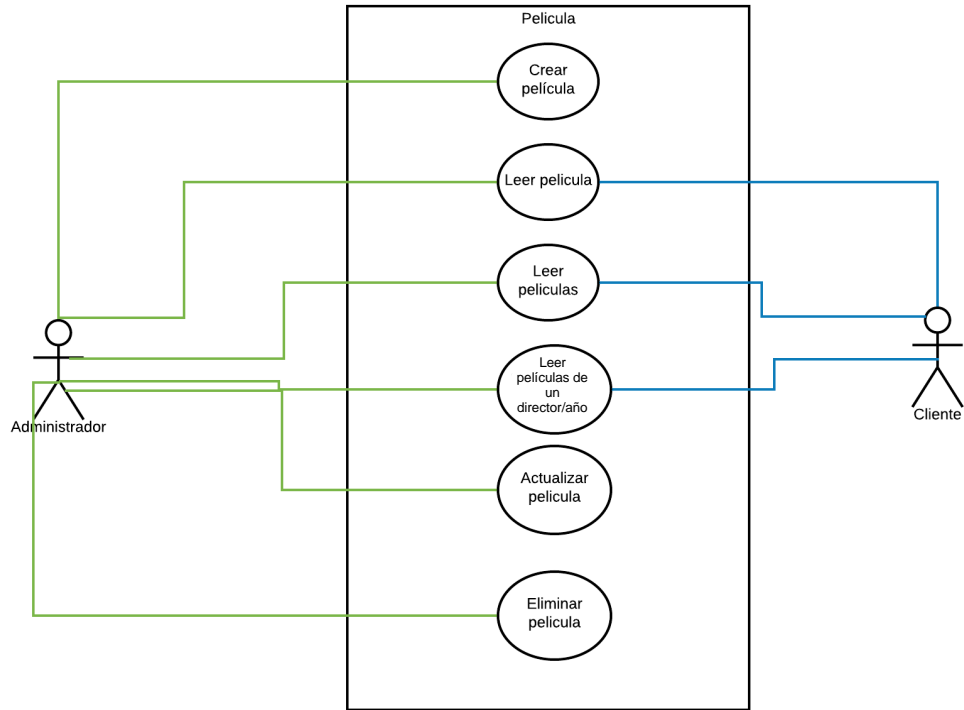 Pelicula
Crear
película
Leer pelicula
Leer
peliculas
Leer
películas de
un
director/año
Administrador
Cliente
Actualizar
pelicula
Eliminar
pelicula